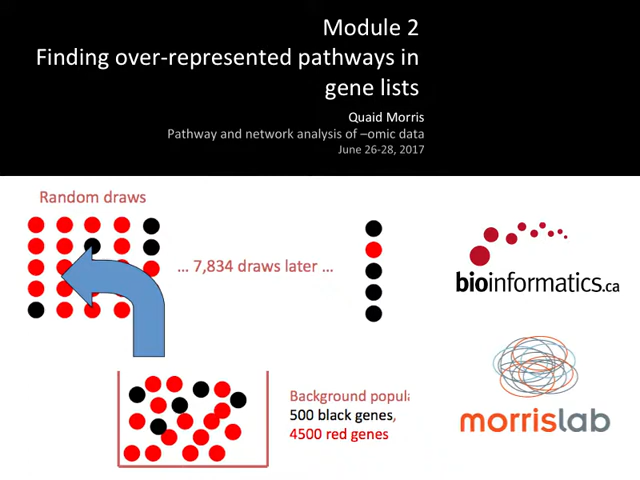 Module 2
Finding over-represented pathways in
gene lists
Quaid Morris
Pathway and network analysis of –omic data
June 26-28, 2017
Random draws
... 7,834 draws later ...
bioinformatics.ca
Background popula
500 black genes,
4500 red genes
morrislab